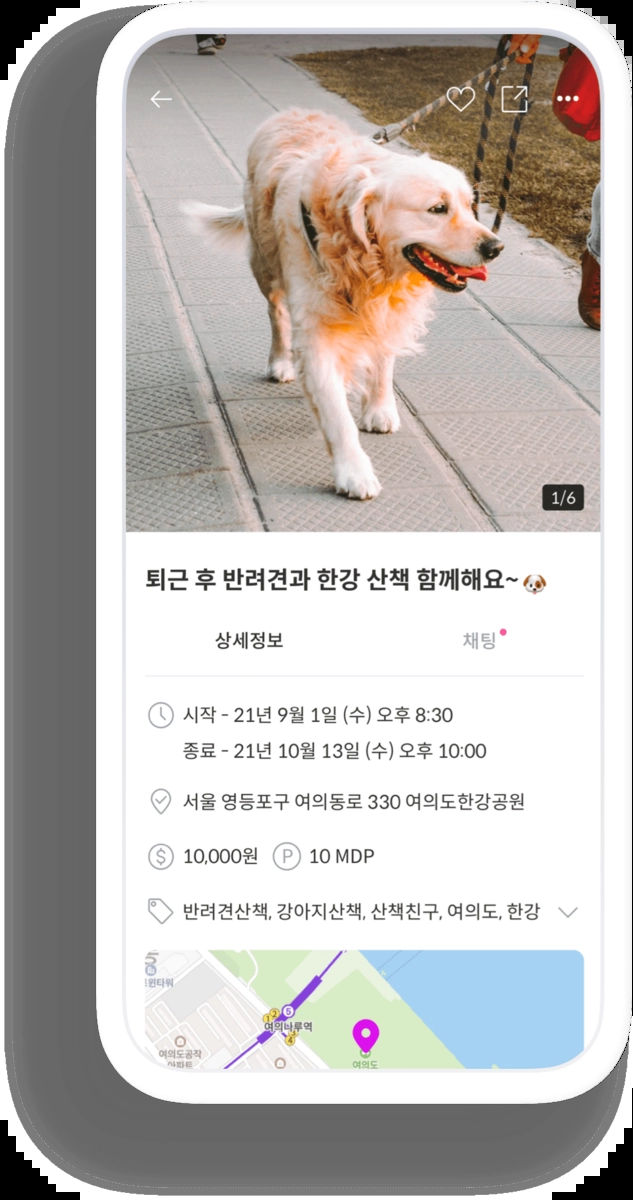 1/6
퇴근 후 반려견과 한강 산책 함께해요~
상세정보
채팅
시작 - 21년 9월 1일 (수) 오후 8:30
종료 - 21년 10월 13일 (수) 오후 10:00
서울 영등포구 여의동로 330 여의도한강공원
$ 10,000원 P 10 MDP
반려견산책, 강아지산책, 산책친구, 여의도, 한강
윈타워
1 2 5
여의나루역
4
여의도공작
아파트
여의도